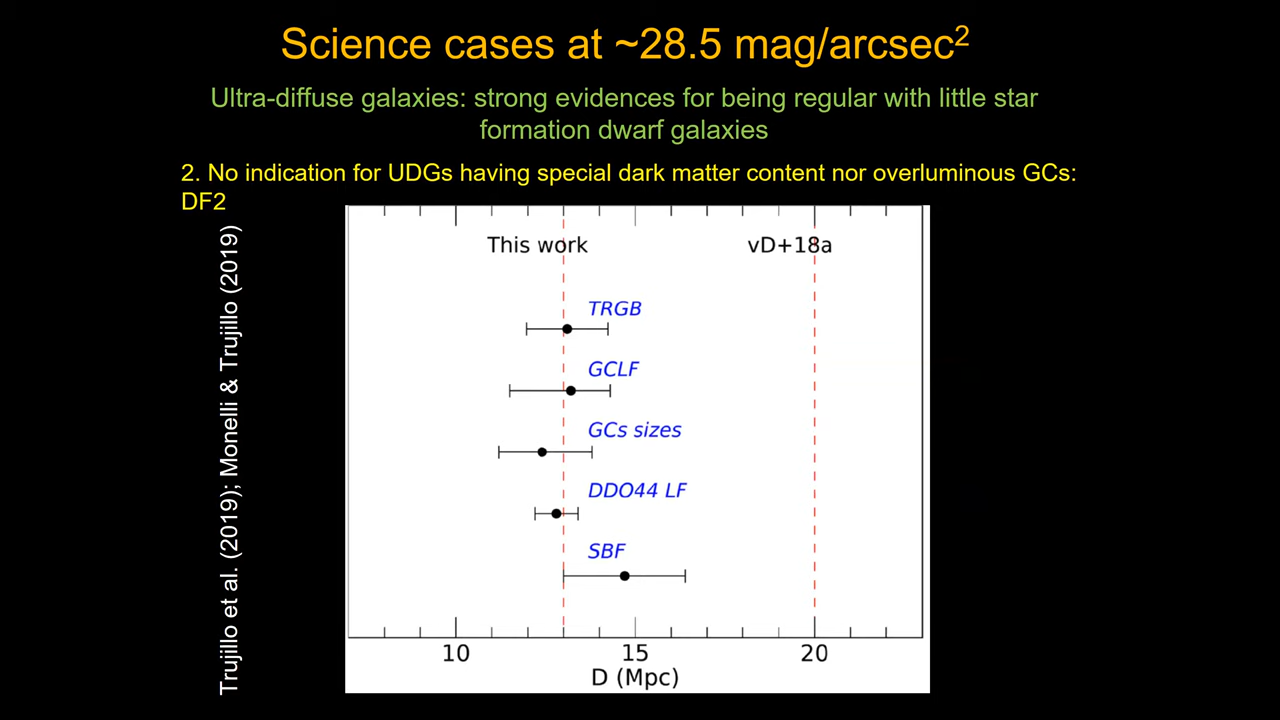 Science cases at ~28.5 mag/arcsec²
Ultra-diffuse galaxies: strong evidences for being regular with little star
formation dwarf galaxies
2. No indication for UDGs having special dark matter content nor overluminous GCs:
DF2
Trujillo et al. (2019); Monelli & Trujillo (2019)
This work
vD+18a
TRGB
GCLF
GCs sizes
DDO44 LF
SBF
10 15 20
D (Mpc)